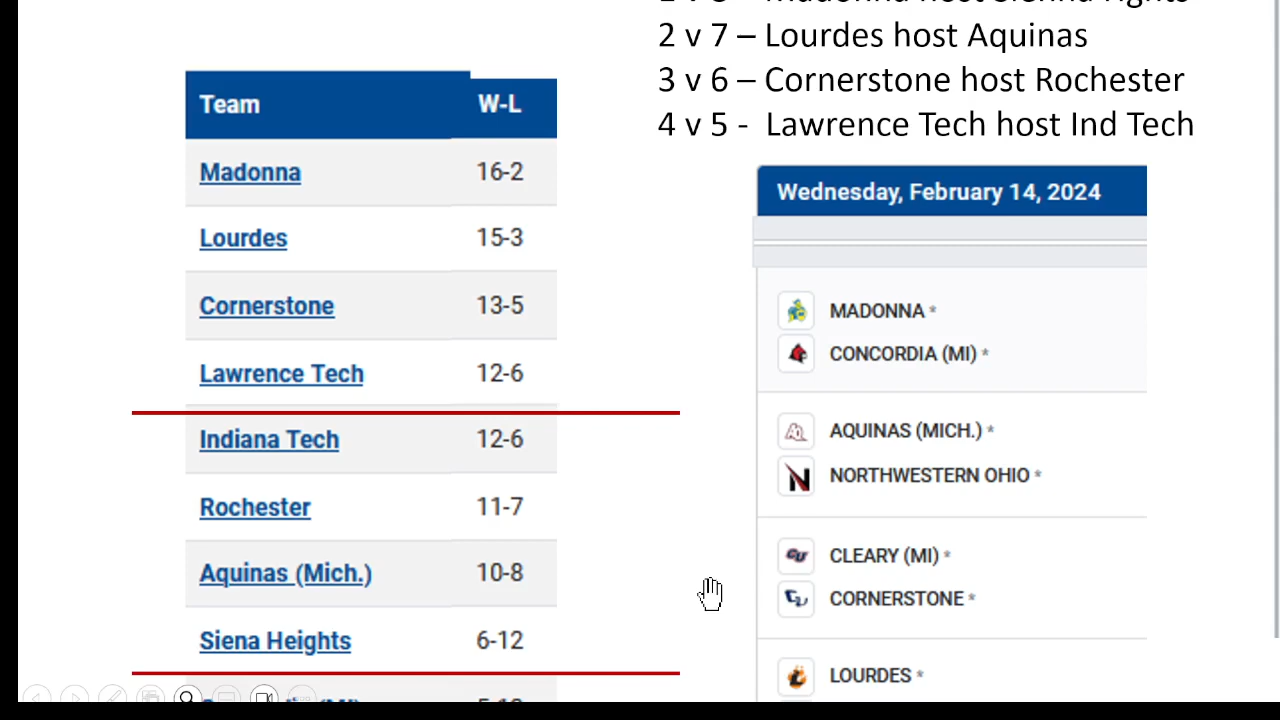 2 v 7 – Lourdes host Aquinas
3 v 6 – Cornerstone host Rochester
4 v 5 - Lawrence Tech host Ind Tech
Team W-L
Madonna 16-2
Lourdes 15-3
Cornerstone 13-5
Lawrence Tech 12-6
Indiana Tech 12-6
Rochester 11-7
Aquinas (Mich.) 10-8
Siena Heights 6-12
Wednesday, February 14, 2024
MADONNA *
CONCORDIA (MI) *
AQUINAS (MICH.) *
NORTHWESTERN OHIO *
CLEARY (MI) *
CORNERSTONE *
LOURDES *